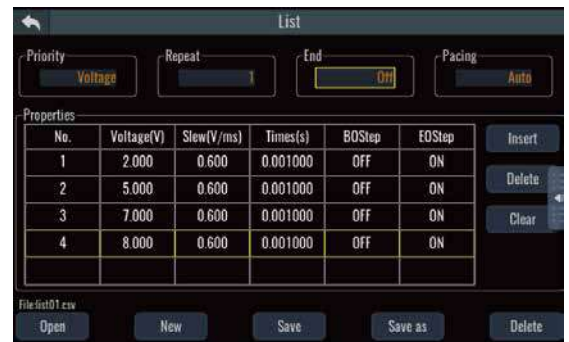 List
Priority Repeat End Pacing
Voltage 1 Off Auto
Properties
No. Voltage(V) Slew(V/ms) Times(s) BOStep EOStep
1 2.000 0.600 0.001000 OFF ON
2 5.000 0.600 0.001000 OFF ON
3 7.000 0.600 0.001000 OFF ON
4 8.000 0.600 0.001000 OFF ON
Insert
Delete
Clear
File:list01.csv
Open New Save Save as Delete